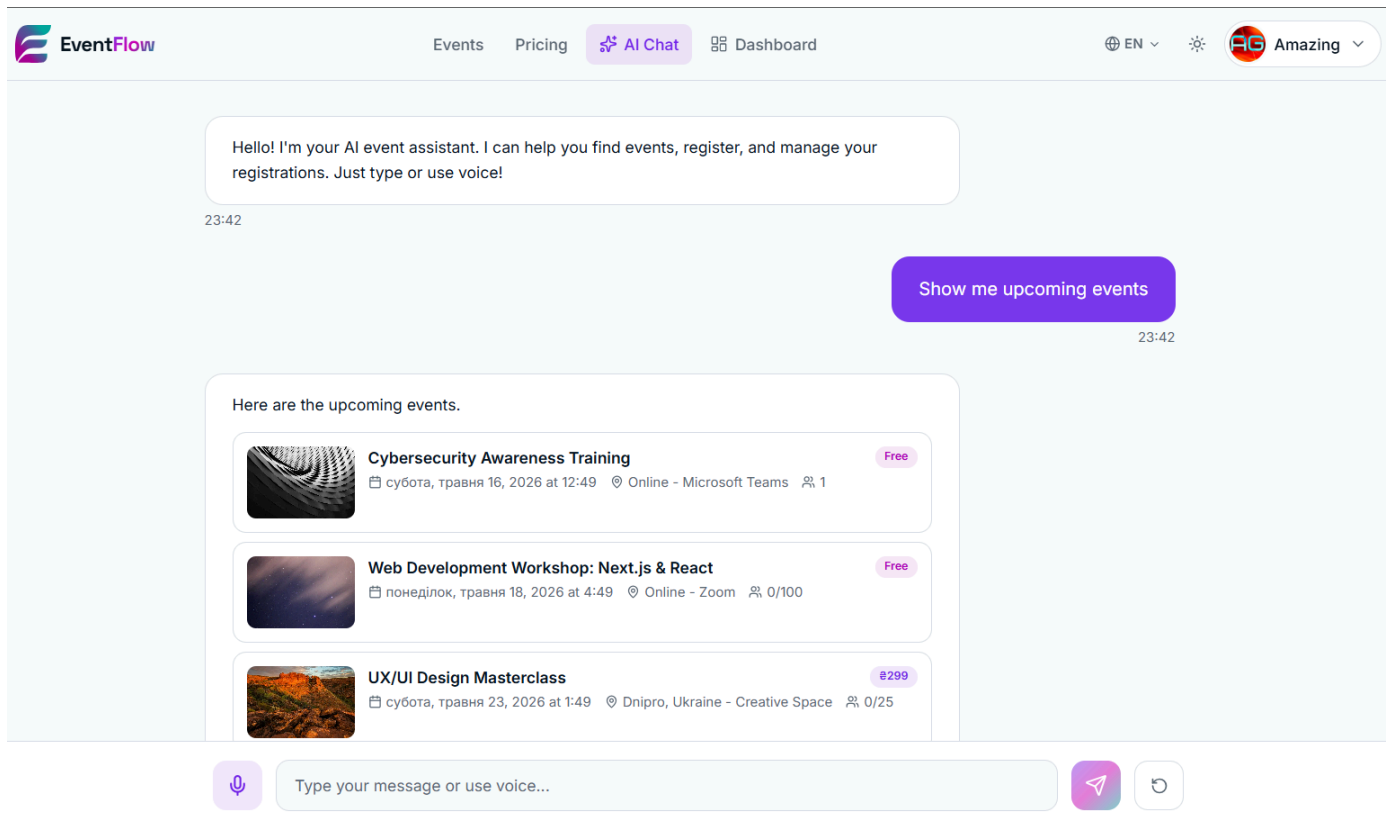 EventFlow
Events Pricing AI Chat Dashboard EN AG Amazing
Hello! I'm your AI event assistant. I can help you find events, register, and manage your
registrations. Just type or use voice!
23:42
Show me upcoming events
23:42
Here are the upcoming events.
Cybersecurity Awareness Training Free
субота, травня 16, 2026 at 12:49 Online - Microsoft Teams 1
Web Development Workshop: Next.js & React Free
понеділок, травня 18, 2026 at 4:49 Online - Zoom 0/100
UX/UI Design Masterclass ₴299
субота, травня 23, 2026 at 1:49 Dnipro, Ukraine - Creative Space 0/25
Type your message or use voice...